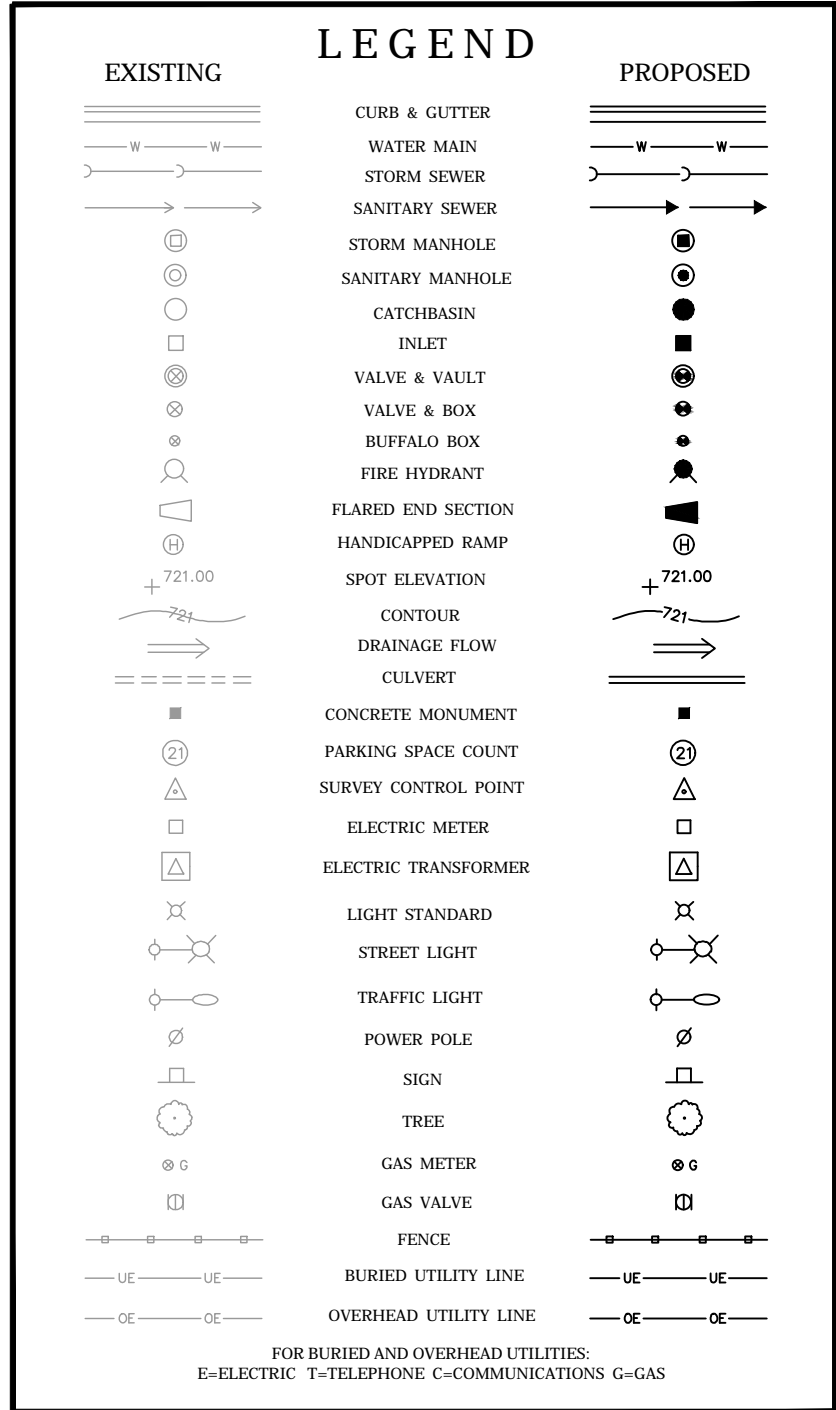 LEGEND
EXISTING PROPOSED
CURB & GUTTER
W W WATER MAIN W W
STORM SEWER
SANITARY SEWER
STORM MANHOLE
SANITARY MANHOLE
CATCHBASIN
INLET
VALVE & VAULT
VALVE & BOX
BUFFALO BOX
FIRE HYDRANT
FLARED END SECTION
H HANDICAPPED RAMP H
721.00 SPOT ELEVATION 721.00
721 CONTOUR 721
DRAINAGE FLOW
CULVERT
CONCRETE MONUMENT
21 PARKING SPACE COUNT 21
SURVEY CONTROL POINT
ELECTRIC METER
ELECTRIC TRANSFORMER
LIGHT STANDARD
STREET LIGHT
TRAFFIC LIGHT
POWER POLE
SIGN
TREE
G GAS METER G
GAS VALVE
FENCE
UE UE BURIED UTILITY LINE UE UE
OE OE OVERHEAD UTILITY LINE OE OE
FOR BURIED AND OVERHEAD UTILITIES:
E=ELECTRIC T=TELEPHONE C=COMMUNICATIONS G=GAS